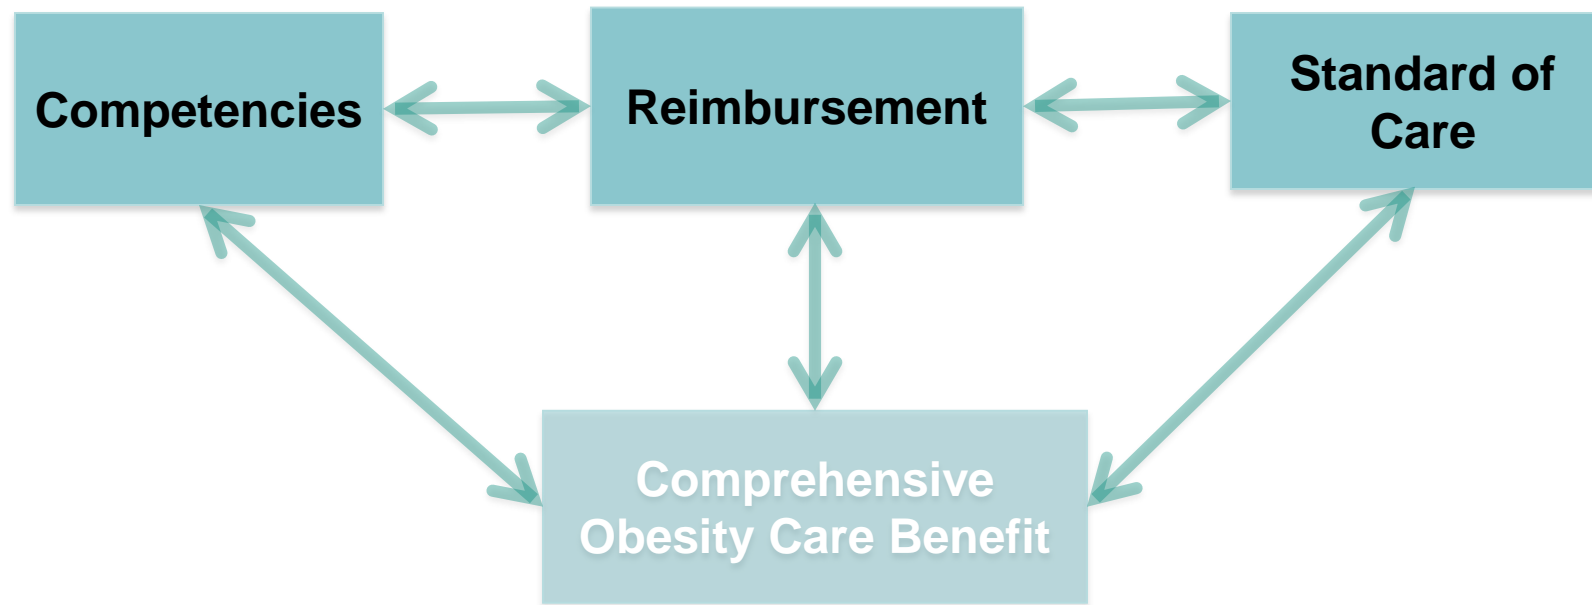 Competencies
Reimbursement
Standard of
Care
Comprehensive
Obesity Care Benefit